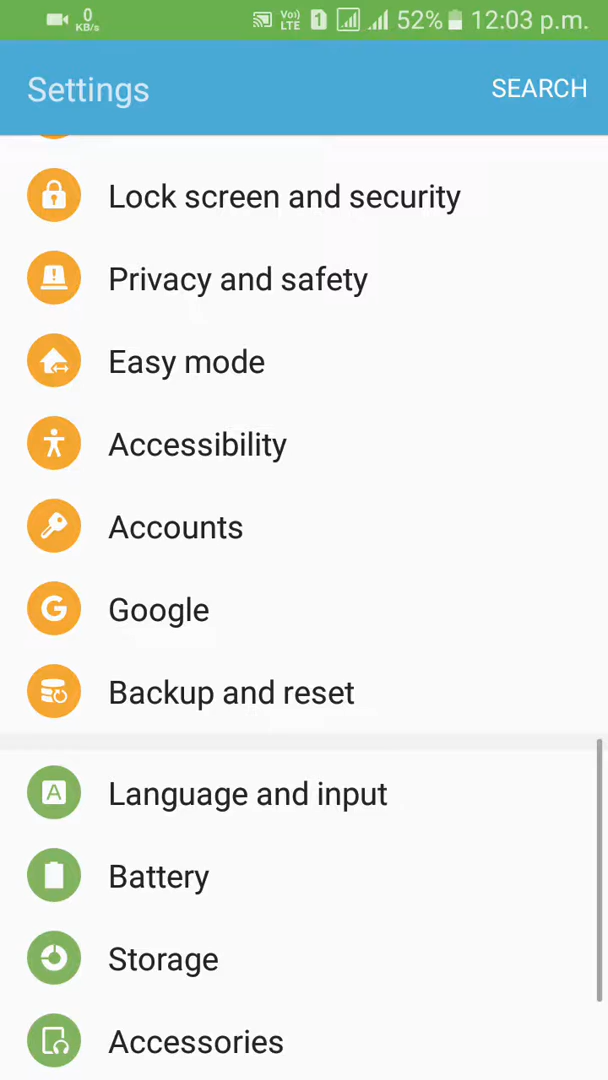 0
KB/s
Vo))
LTE
1
52%
12:03 p.m.
Settings
SEARCH
Lock screen and security
Privacy and safety
Easy mode
Accessibility
Accounts
G
Google
Backup and reset
A
Language and input
Battery
Storage
Accessories